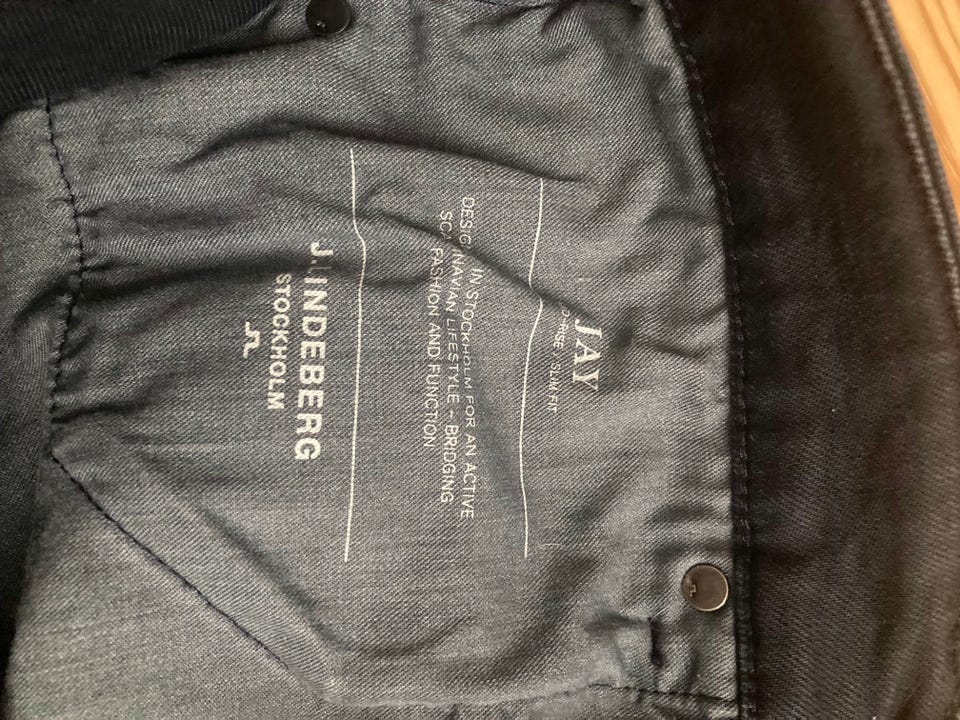 JAY
SLIM FIT
IN STOCKHOLM FOR AN ACTIVE
LIFESTYLE - BRIDGING
FASHION AND FUNCTION
J.LINDEBERG
STOCKHOLM